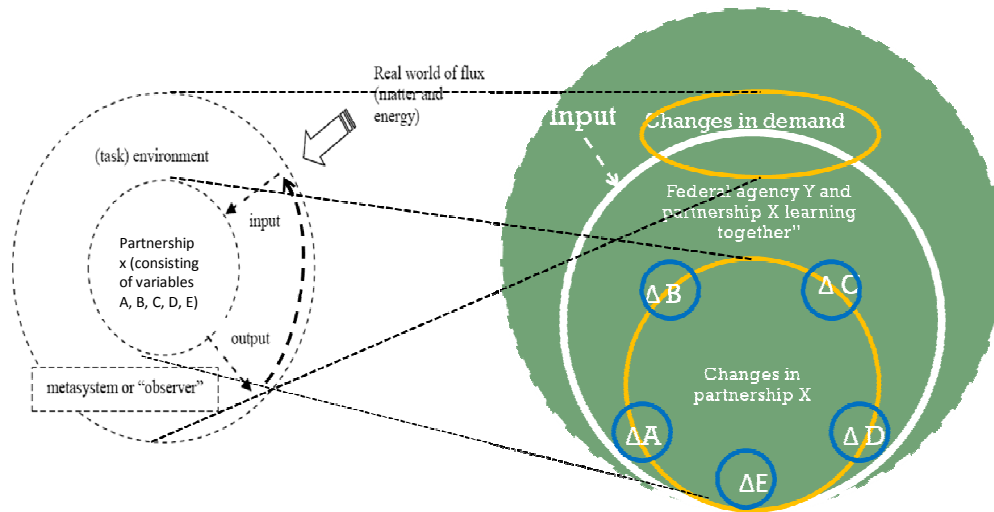 Real world of flux
(matter and
energy)
(task) environment
input
Partnership
x (consisting
of variables
A, B, C, D, E)
output
metasystem or “observer”
Input
Changes in demand
Federal agency Y and
partnership X learning
together”
Δ B
Δ C
Changes in
partnership X
ΔA
Δ D
ΔE